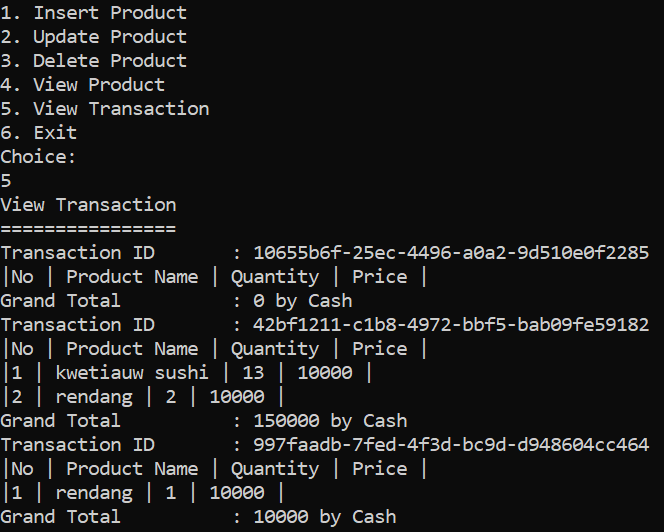 1. Insert Product
2. Update Product
3. Delete Product
4. View Product
5. View Transaction
6. Exit
Choice:
5
View Transaction
================
Transaction ID       : 10655b6f-25ec-4496-a0a2-9d510e0f2285
|No | Product Name | Quantity | Price |
Grand Total          : 0 by Cash
Transaction ID       : 42bf1211-c1b8-4972-bbf5-bab09fe59182
|No | Product Name | Quantity | Price |
|1 | kwetiauw sushi | 13 | 10000 |
|2 | rendang | 2 | 10000 |
Grand Total          : 150000 by Cash
Transaction ID       : 997faadb-7fed-4f3d-bc9d-d948604cc464
|No | Product Name | Quantity | Price |
|1 | rendang | 1 | 10000 |
Grand Total          : 10000 by Cash